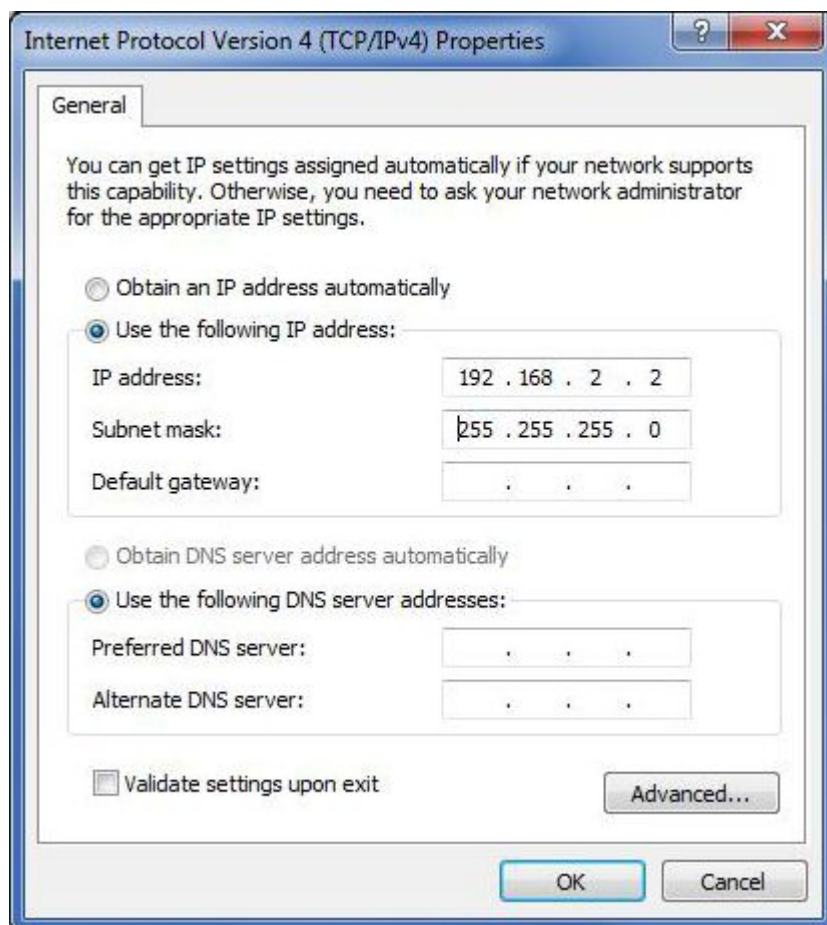 Internet Protocol Version 4 (TCP/IPv4) Properties
General
You can get IP settings assigned automatically if your network supports
this capability. Otherwise, you need to ask your network administrator
for the appropriate IP settings.
Obtain an IP address automatically
Use the following IP address:
IP address: 192 . 168 . 2 . 2
Subnet mask: 255 . 255 . 255 . 0
Default gateway: . . .
Obtain DNS server address automatically
Use the following DNS server addresses:
Preferred DNS server: . . .
Alternate DNS server: . . .
Validate settings upon exit
Advanced...
OK Cancel